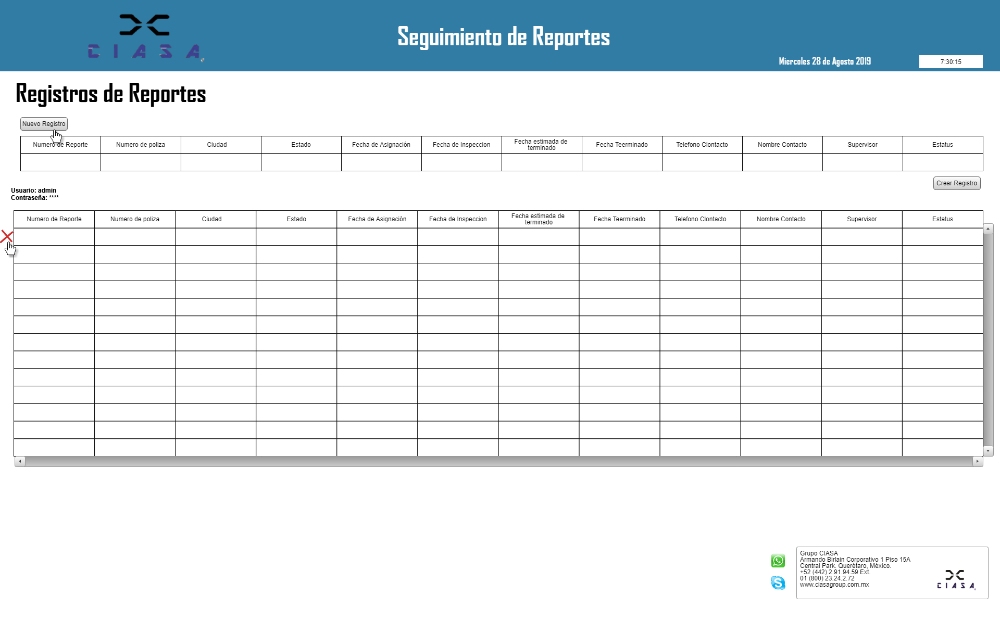 CIASA
Seguimiento de Reportes
Miercoles 28 de Agosto 2019
7:30:15
Registros de Reportes
Nuevo Registro
Numero de Reporte Numero de poliza Ciudad Estado Fecha de Asignación Fecha de Inspeccion Fecha estimada de terminado Fecha Teerminado Telefono Clontacto Nombre Contacto Supervisor Estatus
Crear Registro
Usuario: admin
Contraseña: ****
Numero de Reporte Numero de poliza Ciudad Estado Fecha de Asignación Fecha de Inspeccion Fecha estimada de terminado Fecha Teerminado Telefono Clontacto Nombre Contacto Supervisor Estatus
Grupo CIASA
Armando Birlain Corporativo 1 Piso 15A
Central Park. Querétaro, México.
+52 (442) 2.91.94.59 Ext.
01 (800) 23.24.2.72
www.ciasagroup.com.mx
CIASA